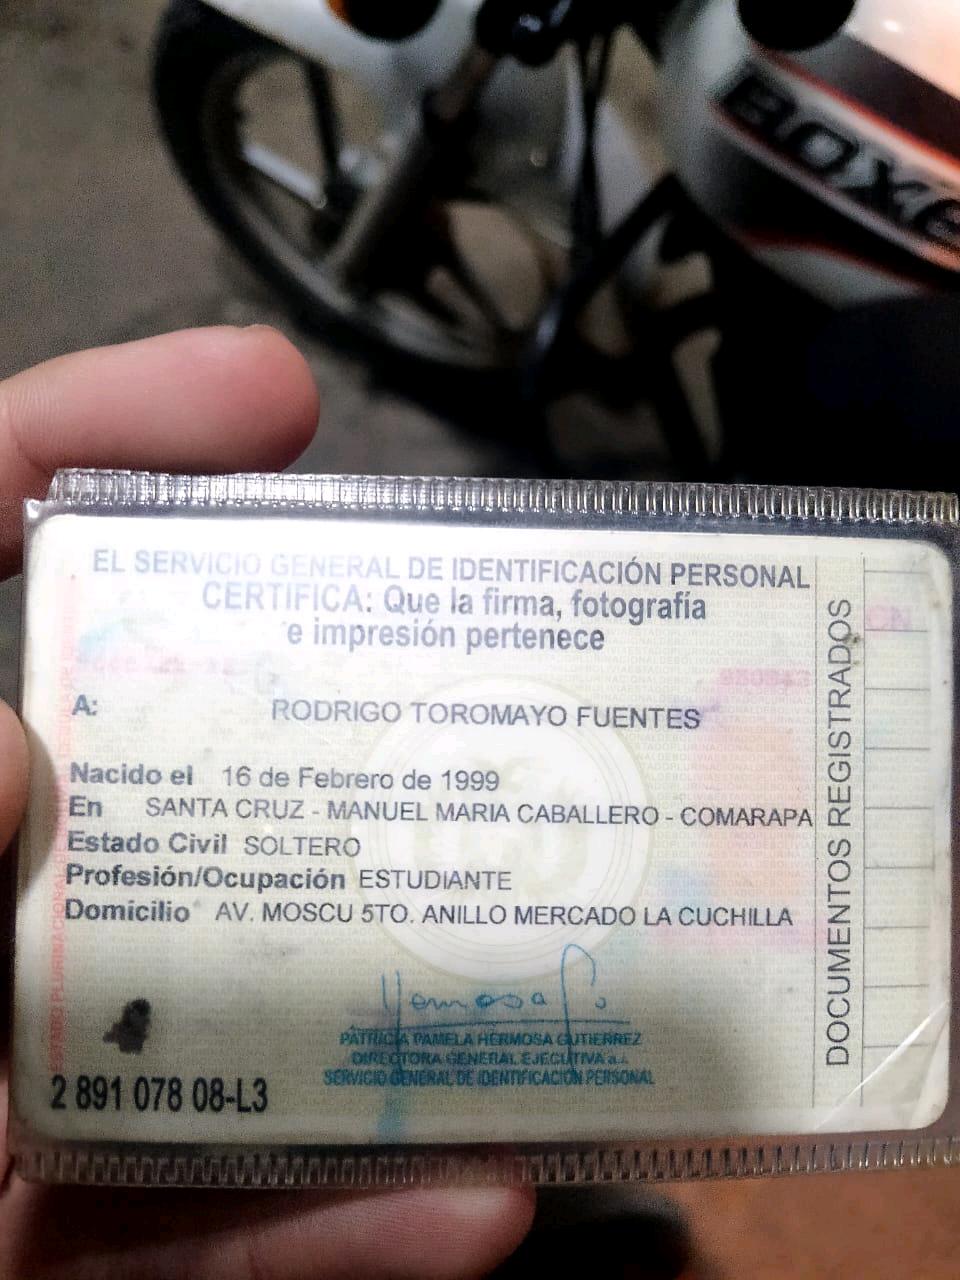 BOXE
EL SERVICIO GENERAL DE IDENTIFICACIÓN PERSONAL
CERTIFICA: Que la firma, fotografía
e impresión pertenece
A: RODRIGO TOROMAYO FUENTES
Nacido el 16 de Febrero de 1999
En SANTA CRUZ - MANUEL MARIA CABALLERO - COMARAPA
Estado Civil SOLTERO
Profesión/Ocupación ESTUDIANTE
Domicilio AV. MOSCU 5TO. ANILLO MERCADO LA CUCHILLA
Hermosa G.
PATRICIA PAMELA HERMOSA GUTIERREZ
DIRECTORA GENERAL EJECUTIVA a.i.
SERVICIO GENERAL DE IDENTIFICACIÓN PERSONAL
2 891 078 08-L3
DOCUMENTOS REGISTRADOS
CN